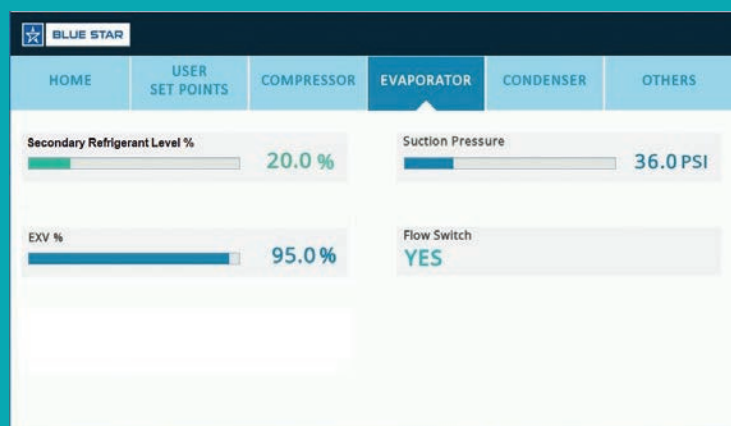 BLUE STAR
HOME
USER
SET POINTS
COMPRESSOR
EVAPORATOR
CONDENSER
OTHERS
Secondary Refrigerant Level %
20.0 %
Suction Pressure
36.0 PSI
EXV %
95.0 %
Flow Switch
YES